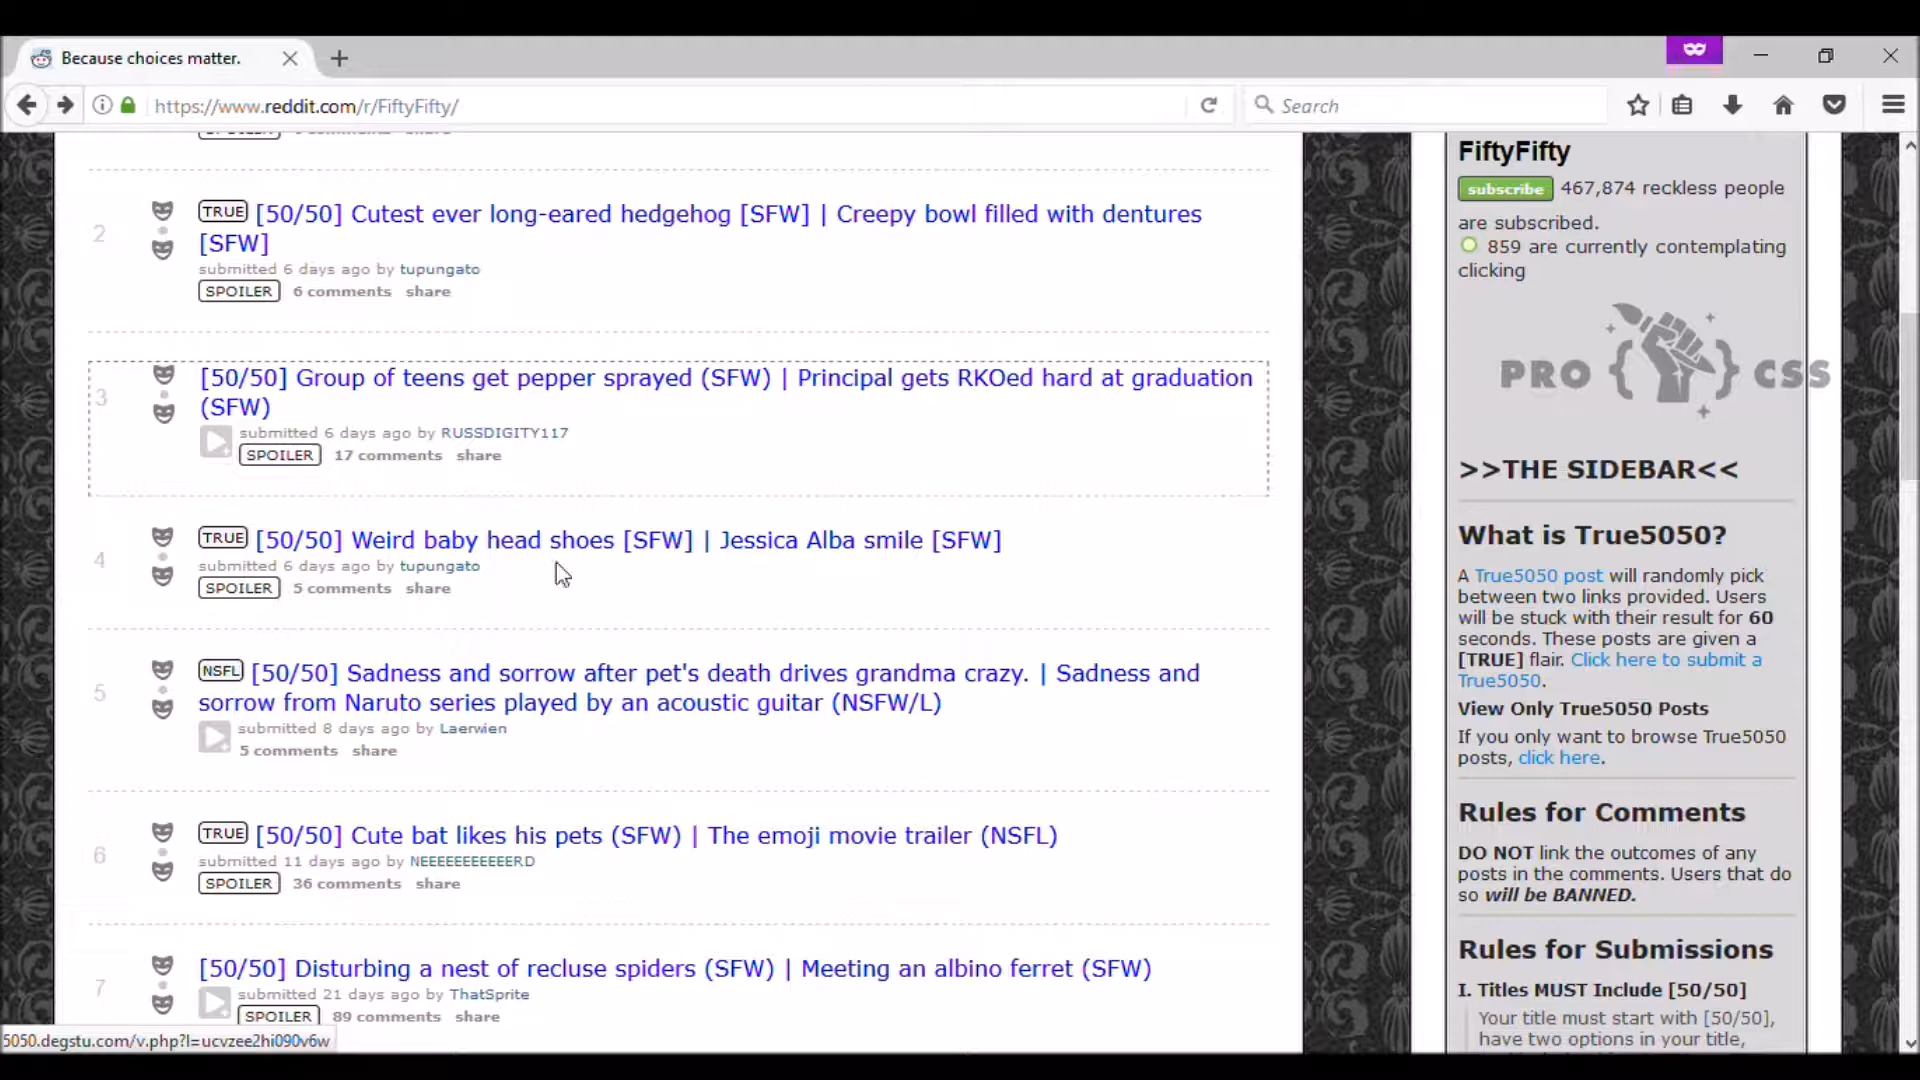 Because choices matter.
https://www.reddit.com/r/FiftyFifty/
Search
2
TRUE [50/50] Cutest ever long-eared hedgehog [SFW] | Creepy bowl filled with dentures
[SFW]
submitted 6 days ago by tupungato
SPOILER 6 comments share
3
[50/50] Group of teens get pepper sprayed (SFW) | Principal gets RKOed hard at graduation
(SFW)
submitted 6 days ago by RUSSDIGITY117
SPOILER 17 comments share
4
TRUE [50/50] Weird baby head shoes [SFW] | Jessica Alba smile [SFW]
submitted 6 days ago by tupungato
SPOILER 5 comments share
5
NSFL [50/50] Sadness and sorrow after pet's death drives grandma crazy. | Sadness and
sorrow from Naruto series played by an acoustic guitar (NSFW/L)
submitted 8 days ago by Laerwien
5 comments share
6
TRUE [50/50] Cute bat likes his pets (SFW) | The emoji movie trailer (NSFL)
submitted 11 days ago by NEEEEEEEEEEERD
SPOILER 36 comments share
7
[50/50] Disturbing a nest of recluse spiders (SFW) | Meeting an albino ferret (SFW)
submitted 21 days ago by ThatSprite
SPOILER 89 comments share
5050.degstu.com/v.php?l=ucvzee2hi090v6w
FiftyFifty
subscribe 467,874 reckless people
are subscribed.
859 are currently contemplating
clicking
PRO { } CSS
>>THE SIDEBAR<<
What is True5050?
A True5050 post will randomly pick
between two links provided. Users
will be stuck with their result for 60
seconds. These posts are given a
[TRUE] flair. Click here to submit a
True5050.
View Only True5050 Posts
If you only want to browse True5050
posts, click here.
Rules for Comments
DO NOT link the outcomes of any
posts in the comments. Users that do
so will be BANNED.
Rules for Submissions
I. Titles MUST Include [50/50]
Your title must start with [50/50],
have two options in your title,